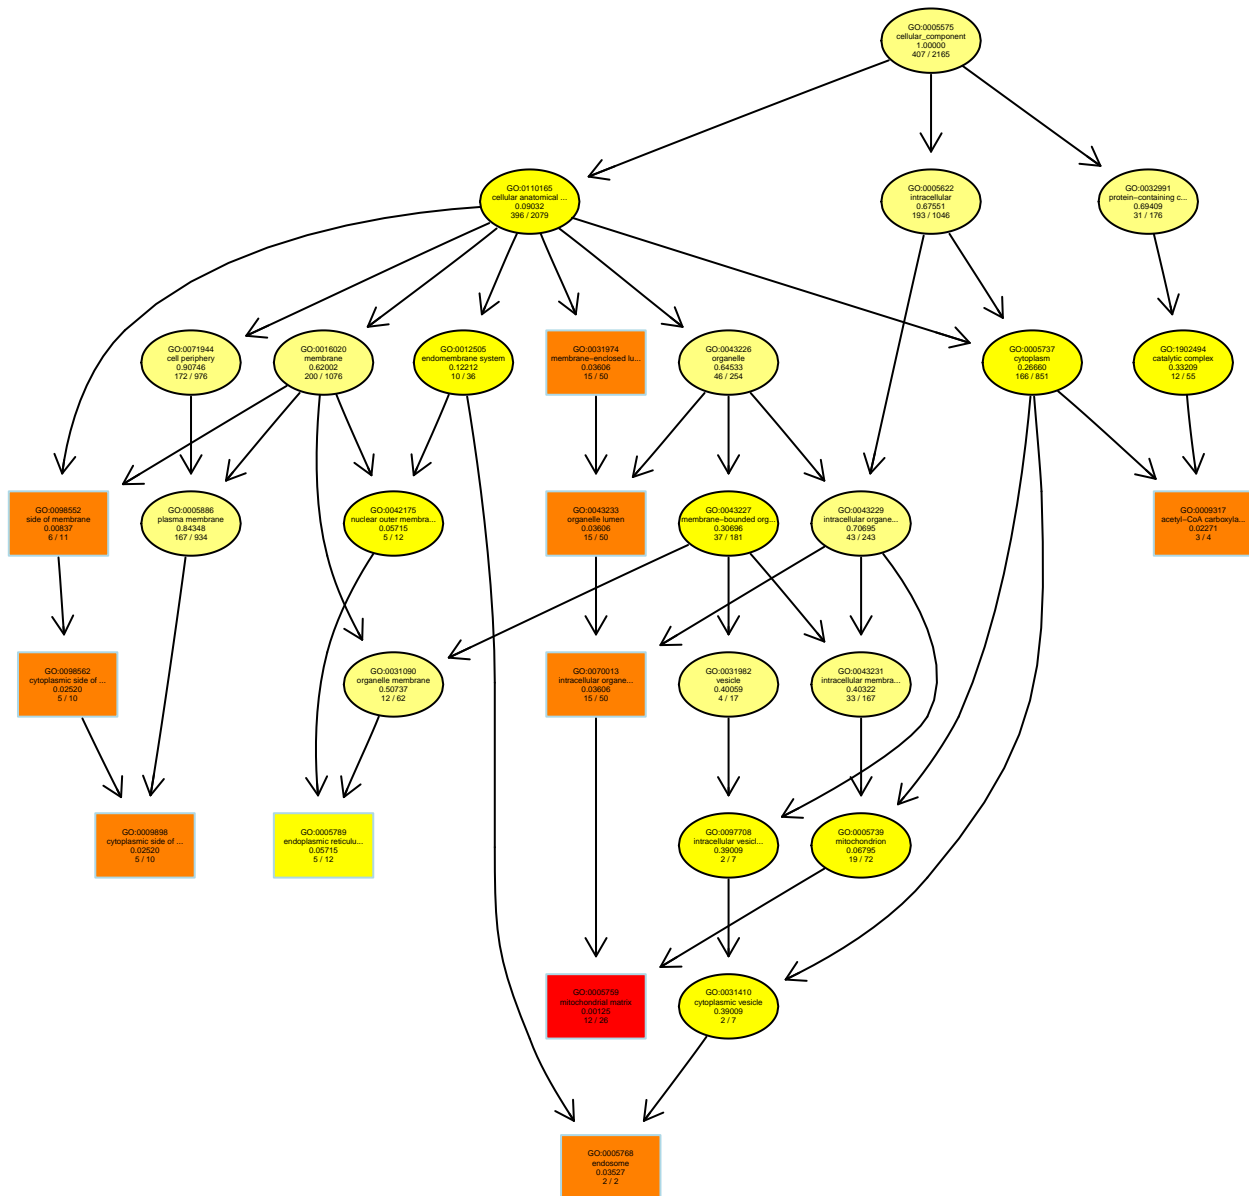 GO:0005575
cellular_component
1.00000
407 / 2165
GO:0110165
cellular anatomical ...
0.09032
396 / 2079
GO:0005622
intracellular
0.67551
193 / 1046
GO:0032991
protein−containing c...
0.69409
31 / 176
GO:0071944
cell periphery
0.90746
172 / 976
GO:0016020
membrane
0.62002
200 / 1076
GO:0012505
endomembrane system
0.12212
10 / 36
GO:0031974
membrane−enclosed lu...
0.03606
15 / 50
GO:0043226
organelle
0.64533
46 / 254
GO:0005737
cytoplasm
0.26660
166 / 851
GO:1902494
catalytic complex
0.33209
12 / 55
GO:0098552
side of membrane
0.00837
6 / 11
GO:0005886
plasma membrane
0.84348
167 / 934
GO:0042175
nuclear outer membra...
0.05715
5 / 12
GO:0043233
organelle lumen
0.03606
15 / 50
GO:0043227
membrane−bounded org...
0.30696
37 / 181
GO:0043229
intracellular organe...
0.70695
43 / 243
GO:0009317
acetyl−CoA carboxyla...
0.02271
3 / 4
GO:0098562
cytoplasmic side of ...
0.02520
5 / 10
GO:0031090
organelle membrane
0.50737
12 / 62
GO:0070013
intracellular organe...
0.03606
15 / 50
GO:0031982
vesicle
0.40059
4 / 17
GO:0043231
intracellular membra...
0.40322
33 / 167
GO:0009898
cytoplasmic side of ...
0.02520
5 / 10
GO:0005789
endoplasmic reticulu...
0.05715
5 / 12
GO:0097708
intracellular vesicl...
0.39009
2 / 7
GO:0005739
mitochondrion
0.06795
19 / 72
GO:0005759
mitochondrial matrix
0.00125
12 / 26
GO:0031410
cytoplasmic vesicle
0.39009
2 / 7
GO:0005768
endosome
0.03527
2 / 2